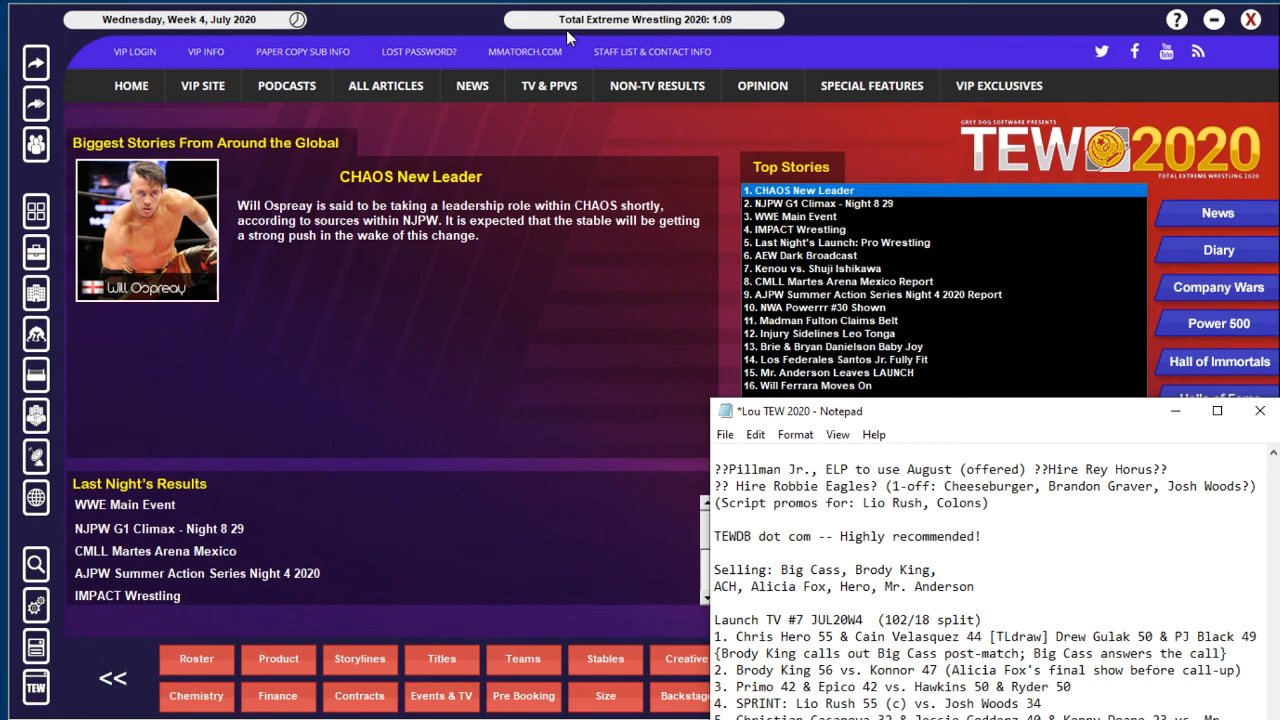 Wednesday, Week 4, July 2020
Total Extreme Wrestling 2020: 1.09
?
VIP LOGIN VIP INFO PAPER COPY SUB INFO LOST PASSWORD? MMATORCH.COM STAFF LIST & CONTACT INFO
You Tube
HOME VIP SITE PODCASTS ALL ARTICLES NEWS TV & PPVS NON-TV RESULTS OPINION SPECIAL FEATURES VIP EXCLUSIVES
Biggest Stories From Around the Global
CHAOS New Leader
Will Ospreay is said to be taking a leadership role within CHAOS shortly,
according to sources within NJPW. It is expected that the stable will be getting
a strong push in the wake of this change.
Will Ospreay
GREY DOG SOFTWARE PRESENTS
TEW 2020
TOTAL EXTREME WRESTLING 2020
Top Stories
1. CHAOS New Leader
2. NJPW G1 Climax - Night 8 29
3. WWE Main Event
4. IMPACT Wrestling
5. Last Night's Launch: Pro Wrestling
6. AEW Dark Broadcast
7. Kenou vs. Shuji Ishikawa
8. CMLL Martes Arena Mexico Report
9. AJPW Summer Action Series Night 4 2020 Report
10. NWA Powerrr #30 Shown
11. Madman Fulton Claims Belt
12. Injury Sidelines Leo Tonga
13. Brie & Bryan Danielson Baby Joy
14. Los Federales Santos Jr. Fully Fit
15. Mr. Anderson Leaves LAUNCH
16. Will Ferrara Moves On
News
Diary
Company Wars
Power 500
Hall of Immortals
Last Night's Results
WWE Main Event
NJPW G1 Climax - Night 8 29
CMLL Martes Arena Mexico
AJPW Summer Action Series Night 4 2020
IMPACT Wrestling
TEW
<<
Roster Product Storylines Titles Teams Stables Creative
Chemistry Finance Contracts Events & TV Pre Booking Size Backstage
*Lou TEW 2020 - Notepad
File Edit Format View Help
??Pillman Jr., ELP to use August (offered) ??Hire Rey Horus??
?? Hire Robbie Eagles? (1-off: Cheeseburger, Brandon Graver, Josh Woods?)
(Script promos for: Lio Rush, Colons)
TEWDB dot com -- Highly recommended!
Selling: Big Cass, Brody King,
ACH, Alicia Fox, Hero, Mr. Anderson
Launch TV #7 JUL20W4 (102/18 split)
1. Chris Hero 55 & Cain Velasquez 44 [TLdraw] Drew Gulak 50 & PJ Black 49
{Brody King calls out Big Cass post-match; Big Cass answers the call}
2. Brody King 56 vs. Konnor 47 (Alicia Fox's final show before call-up)
3. Primo 42 & Epico 42 vs. Hawkins 50 & Ryder 50
4. SPRINT: Lio Rush 55 (c) vs. Josh Woods 34